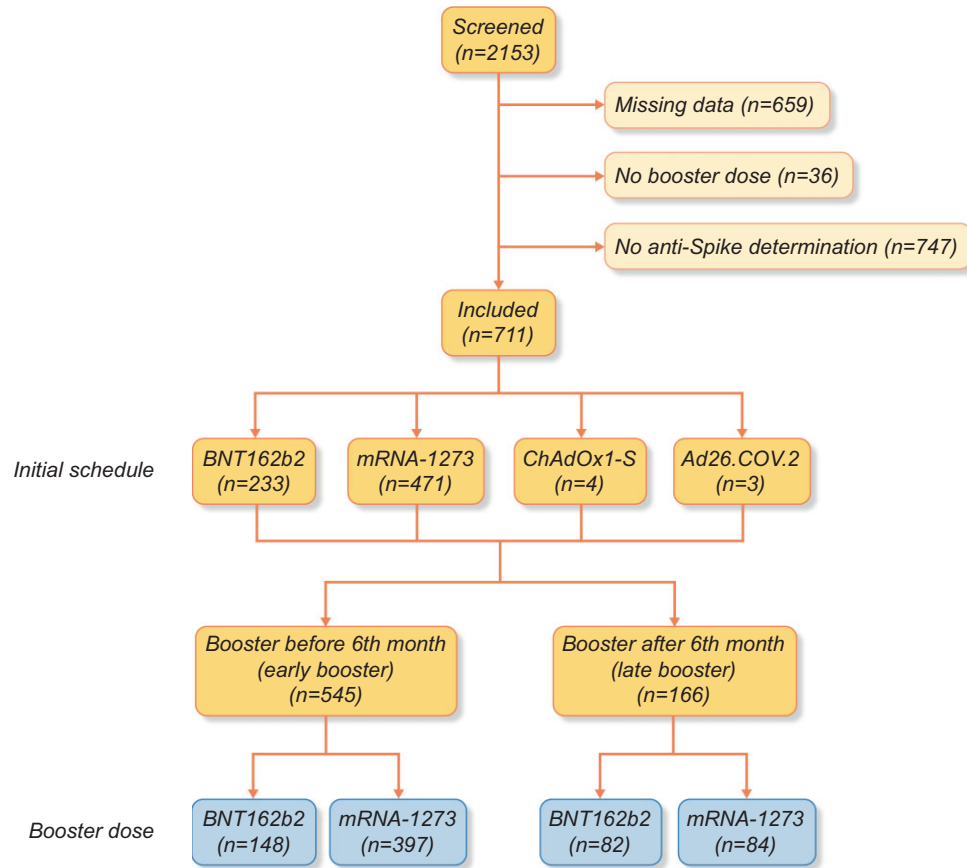 Screened
(n=2153)
Missing data (n=659)
No booster dose (n=36)
No anti-Spike determination (n=747)
Included
(n=711)
Initial schedule
BNT162b2
(n=233)
mRNA-1273
(n=471)
ChAdOx1-S
(n=4)
Ad26.COV.2
(n=3)
Booster before 6th month
(early booster)
(n=545)
Booster after 6th month
(late booster)
(n=166)
Booster dose
BNT162b2
(n=148)
mRNA-1273
(n=397)
BNT162b2
(n=82)
mRNA-1273
(n=84)